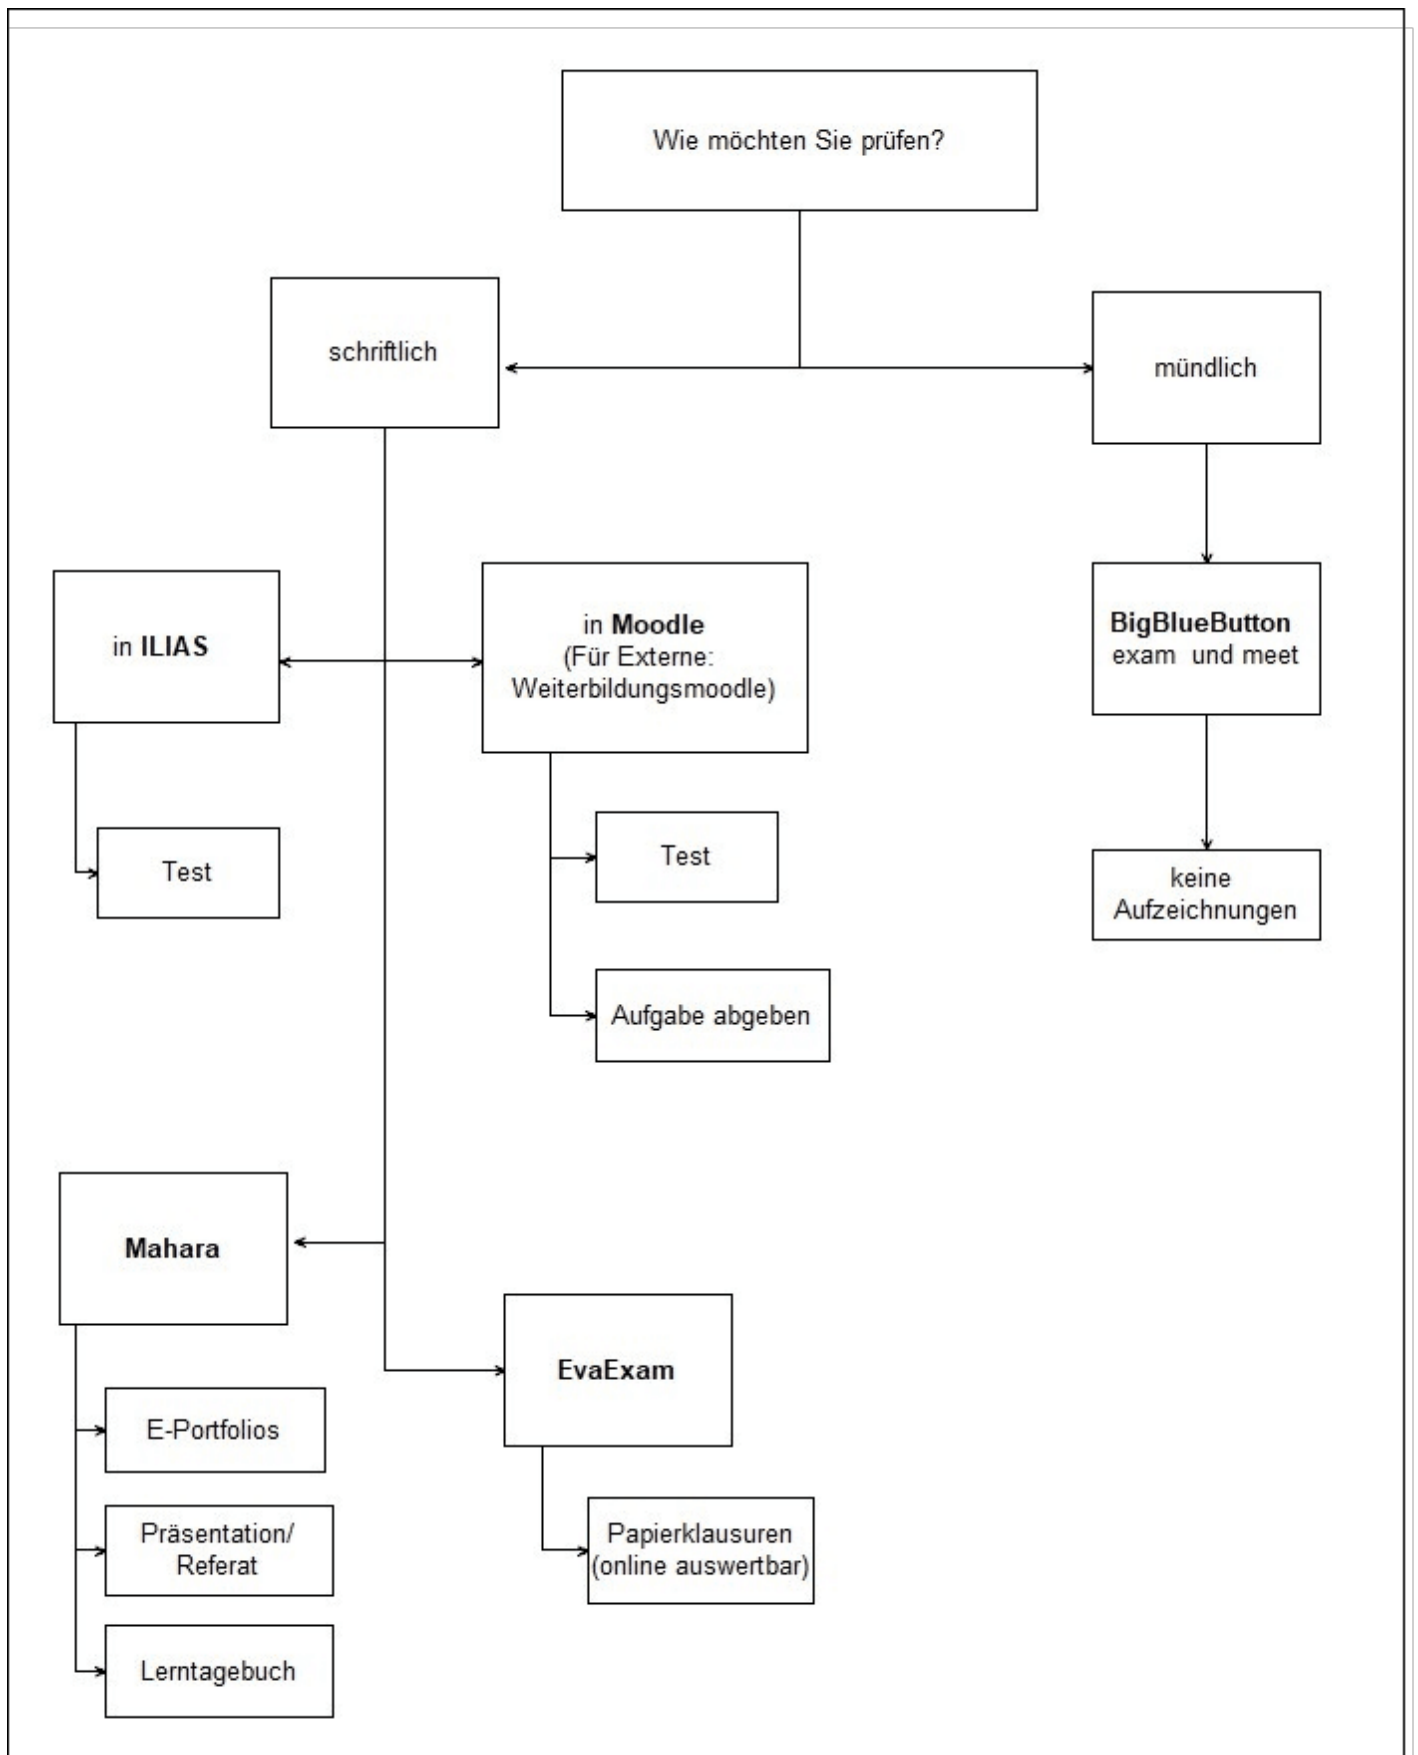 Wie möchten Sie prüfen?
schriftlich
mündlich
in ILIAS
in Moodle
(Für Externe:
Weiterbildungsmoodle)
BigBlueButton
exam und meet
Test
Test
keine
Aufzeichnungen
Aufgabe abgeben
Mahara
EvaExam
E-Portfolios
Präsentation/
Referat
Papierklausuren
(online auswertbar)
Lerntagebuch